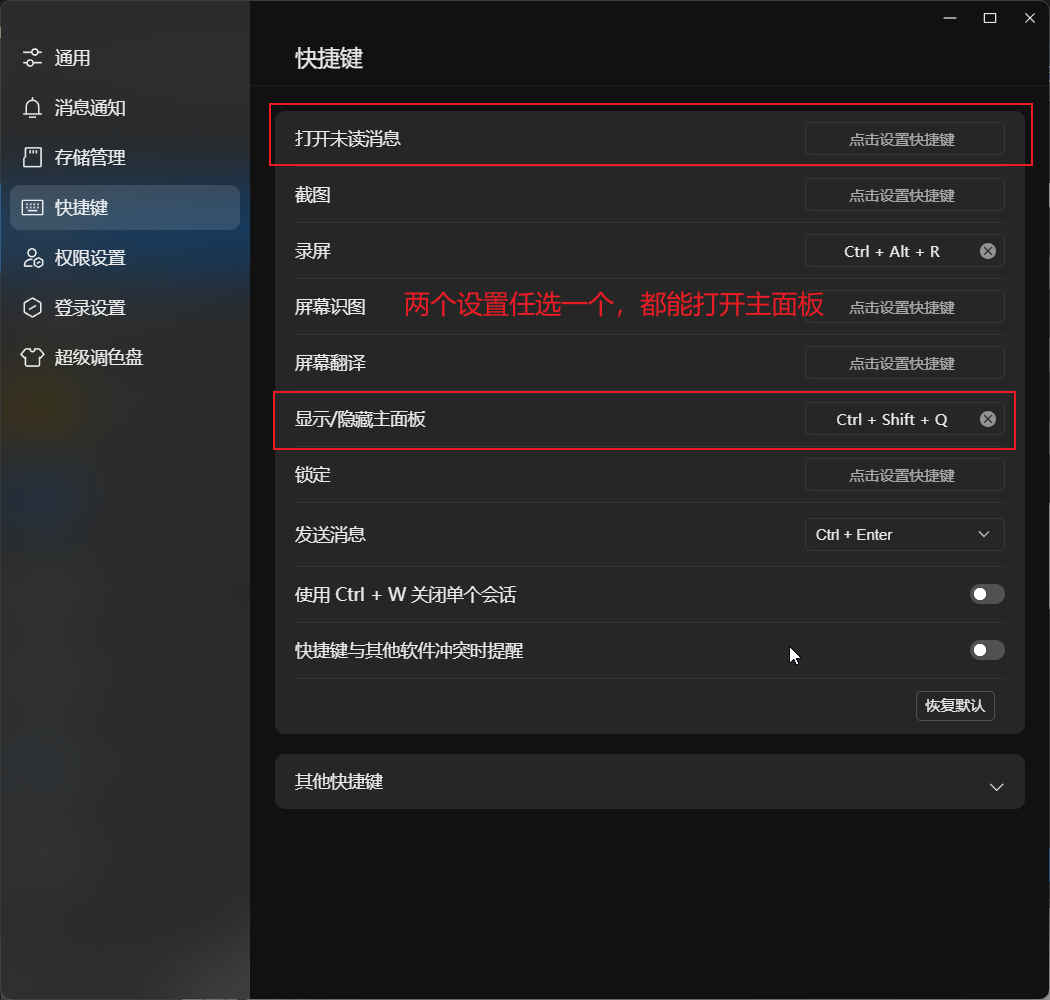 通用
消息通知
存储管理
快捷键
权限设置
登录设置
超级调色盘
快捷键
打开未读消息 点击设置快捷键
截图 点击设置快捷键
录屏 Ctrl + Alt + R
屏幕识图 两个设置任选一个，都能打开主面板 点击设置快捷键
屏幕翻译 点击设置快捷键
显示/隐藏主面板 Ctrl + Shift + Q
锁定 点击设置快捷键
发送消息 Ctrl + Enter
使用 Ctrl + W 关闭单个会话
快捷键与其他软件冲突时提醒
恢复默认
其他快捷键